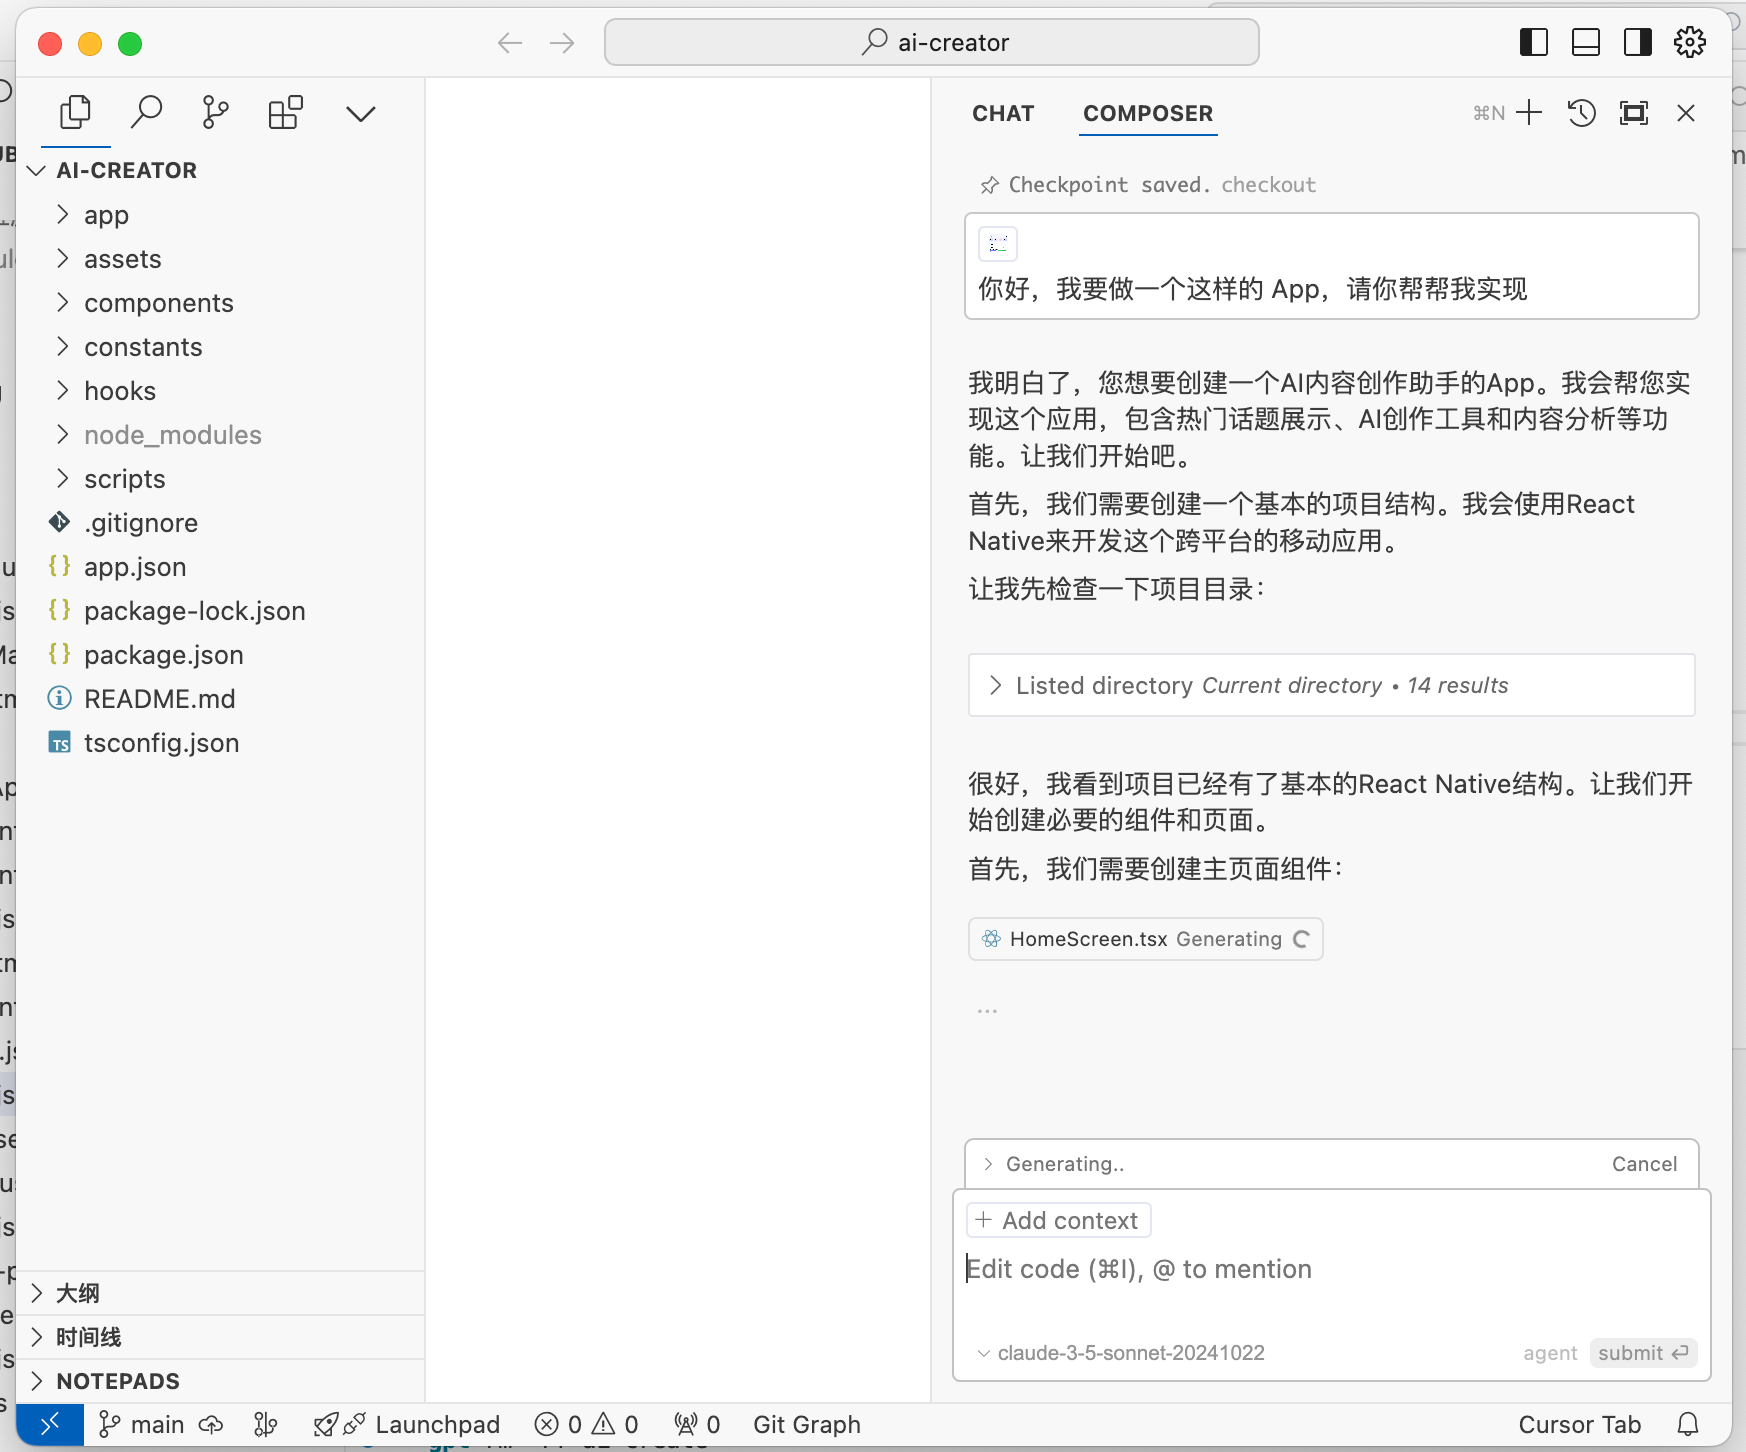 ai-creator
AI-CREATOR
app
assets
components
constants
hooks
node_modules
scripts
.gitignore
{} app.json
{} package-lock.json
{} package.json
README.md
TS tsconfig.json
大纲
时间线
NOTEPADS
CHAT COMPOSER ⌘N
Checkpoint saved. checkout
你好，我要做一个这样的 App，请你帮帮我实现
我明白了，您想要创建一个AI内容创作助手的App。我会帮您实
现这个应用，包含热门话题展示、AI创作工具和内容分析等功
能。让我们开始吧。
首先，我们需要创建一个基本的项目结构。我会使用React
Native来开发这个跨平台的移动应用。
让我先检查一下项目目录：
Listed directory Current directory • 14 results
很好，我看到项目已经有了基本的React Native结构。让我们开
始创建必要的组件和页面。
首先，我们需要创建主页面组件：
HomeScreen.tsx Generating
...
Generating.. Cancel
+ Add context
Edit code (⌘I), @ to mention
claude-3-5-sonnet-20241022 agent submit
main Launchpad 0 0 0 Git Graph Cursor Tab